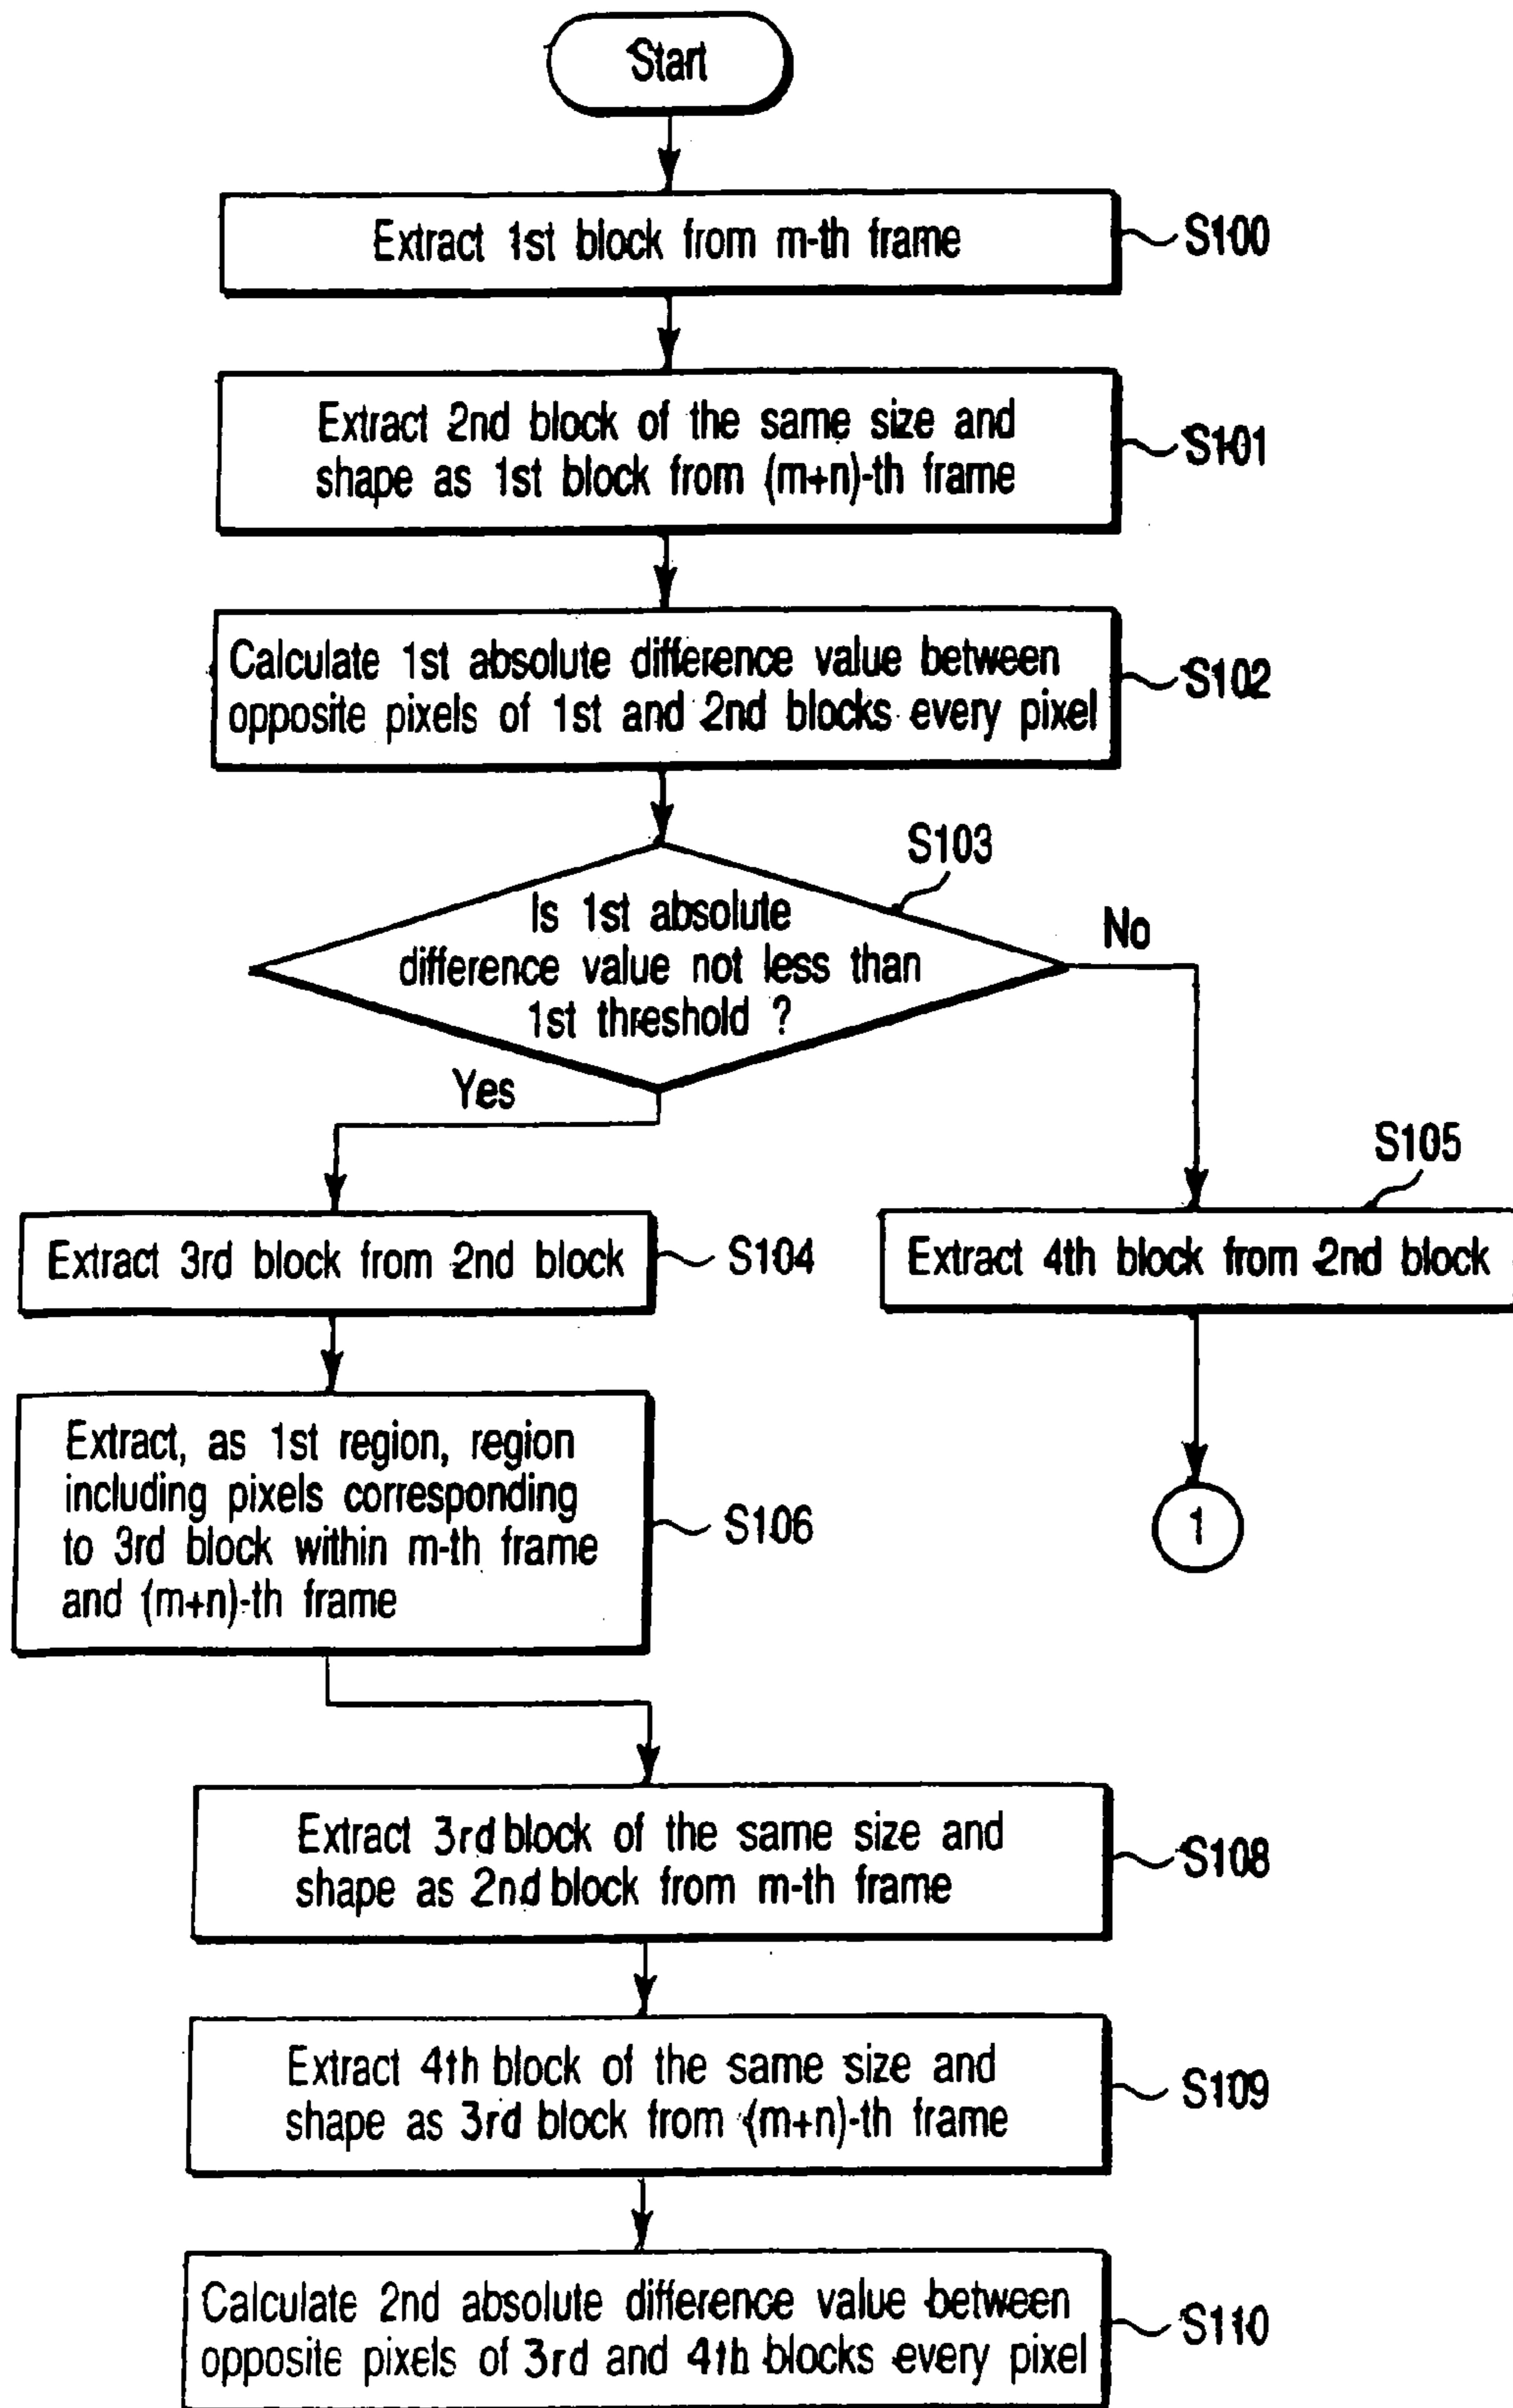 Start
Extract 1st block from m-th frame
S100
Extract 2nd block of the same size and
shape as 1st block from (m+n)-th frame
S101
Calculate 1st absolute difference value between
opposite pixels of 1st and 2nd blocks every pixel
S102
S103
Is 1st absolute
difference value not less than
1st threshold ?
No
Yes
S105
Extract 3rd block from 2nd block
S104
Extract 4th block from 2nd block
Extract, as 1st region, region
including pixels corresponding
to 3rd block within m-th frame
and (m+n)-th frame
S106
1
Extract 3rd block of the same size and
shape as 2nd block from m-th frame
S108
Extract 4th block of the same size and
shape as 3rd block from (m+n)-th frame
S109
Calculate 2nd absolute difference value between
opposite pixels of 3rd and 4th blocks every pixel
S110